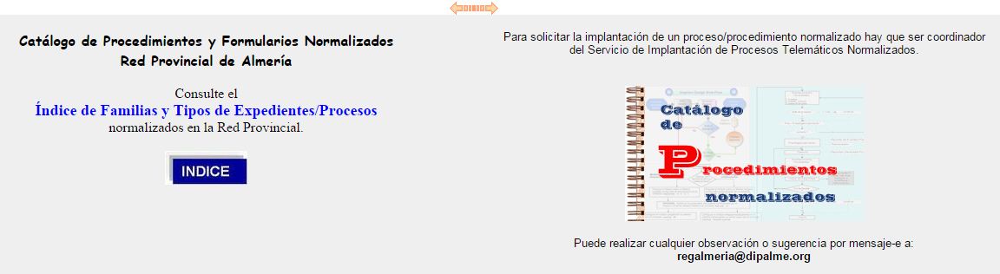 Catálogo de Procedimientos y Formularios Normalizados
Red Provincial de Almería
Consulte el
Índice de Familias y Tipos de Expedientes/Procesos
normalizados en la Red Provincial.
INDICE
Para solicitar la implantación de un proceso/procedimiento normalizado hay que ser coordinador
del Servicio de Implantación de Procesos Telemáticos Normalizados.
Catálogo
de
Procedimientos
normalizados
Puede realizar cualquier observación o sugerencia por mensaje-e a:
regalmeria@dipalme.org